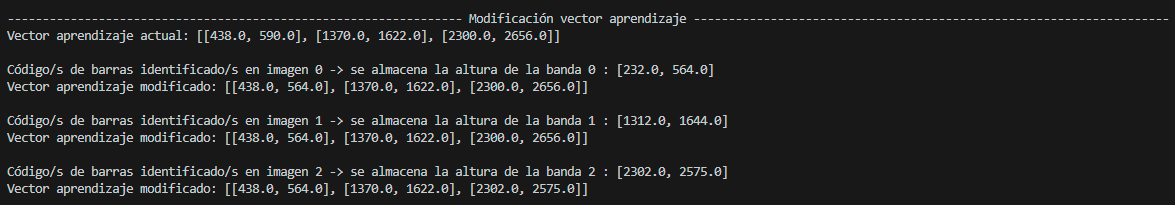 ----------------------------------------------------------------- Modificación vector aprendizaje --------------------------------------------------------------------
Vector aprendizaje actual: [[438.0, 590.0], [1370.0, 1622.0], [2300.0, 2656.0]]
Código/s de barras identificado/s en imagen 0 -> se almacena la altura de la banda 0 : [232.0, 564.0]
Vector aprendizaje modificado: [[438.0, 564.0], [1370.0, 1622.0], [2300.0, 2656.0]]
Código/s de barras identificado/s en imagen 1 -> se almacena la altura de la banda 1 : [1312.0, 1644.0]
Vector aprendizaje modificado: [[438.0, 564.0], [1370.0, 1622.0], [2300.0, 2656.0]]
Código/s de barras identificado/s en imagen 2 -> se almacena la altura de la banda 2 : [2302.0, 2575.0]
Vector aprendizaje modificado: [[438.0, 564.0], [1370.0, 1622.0], [2302.0, 2575.0]]